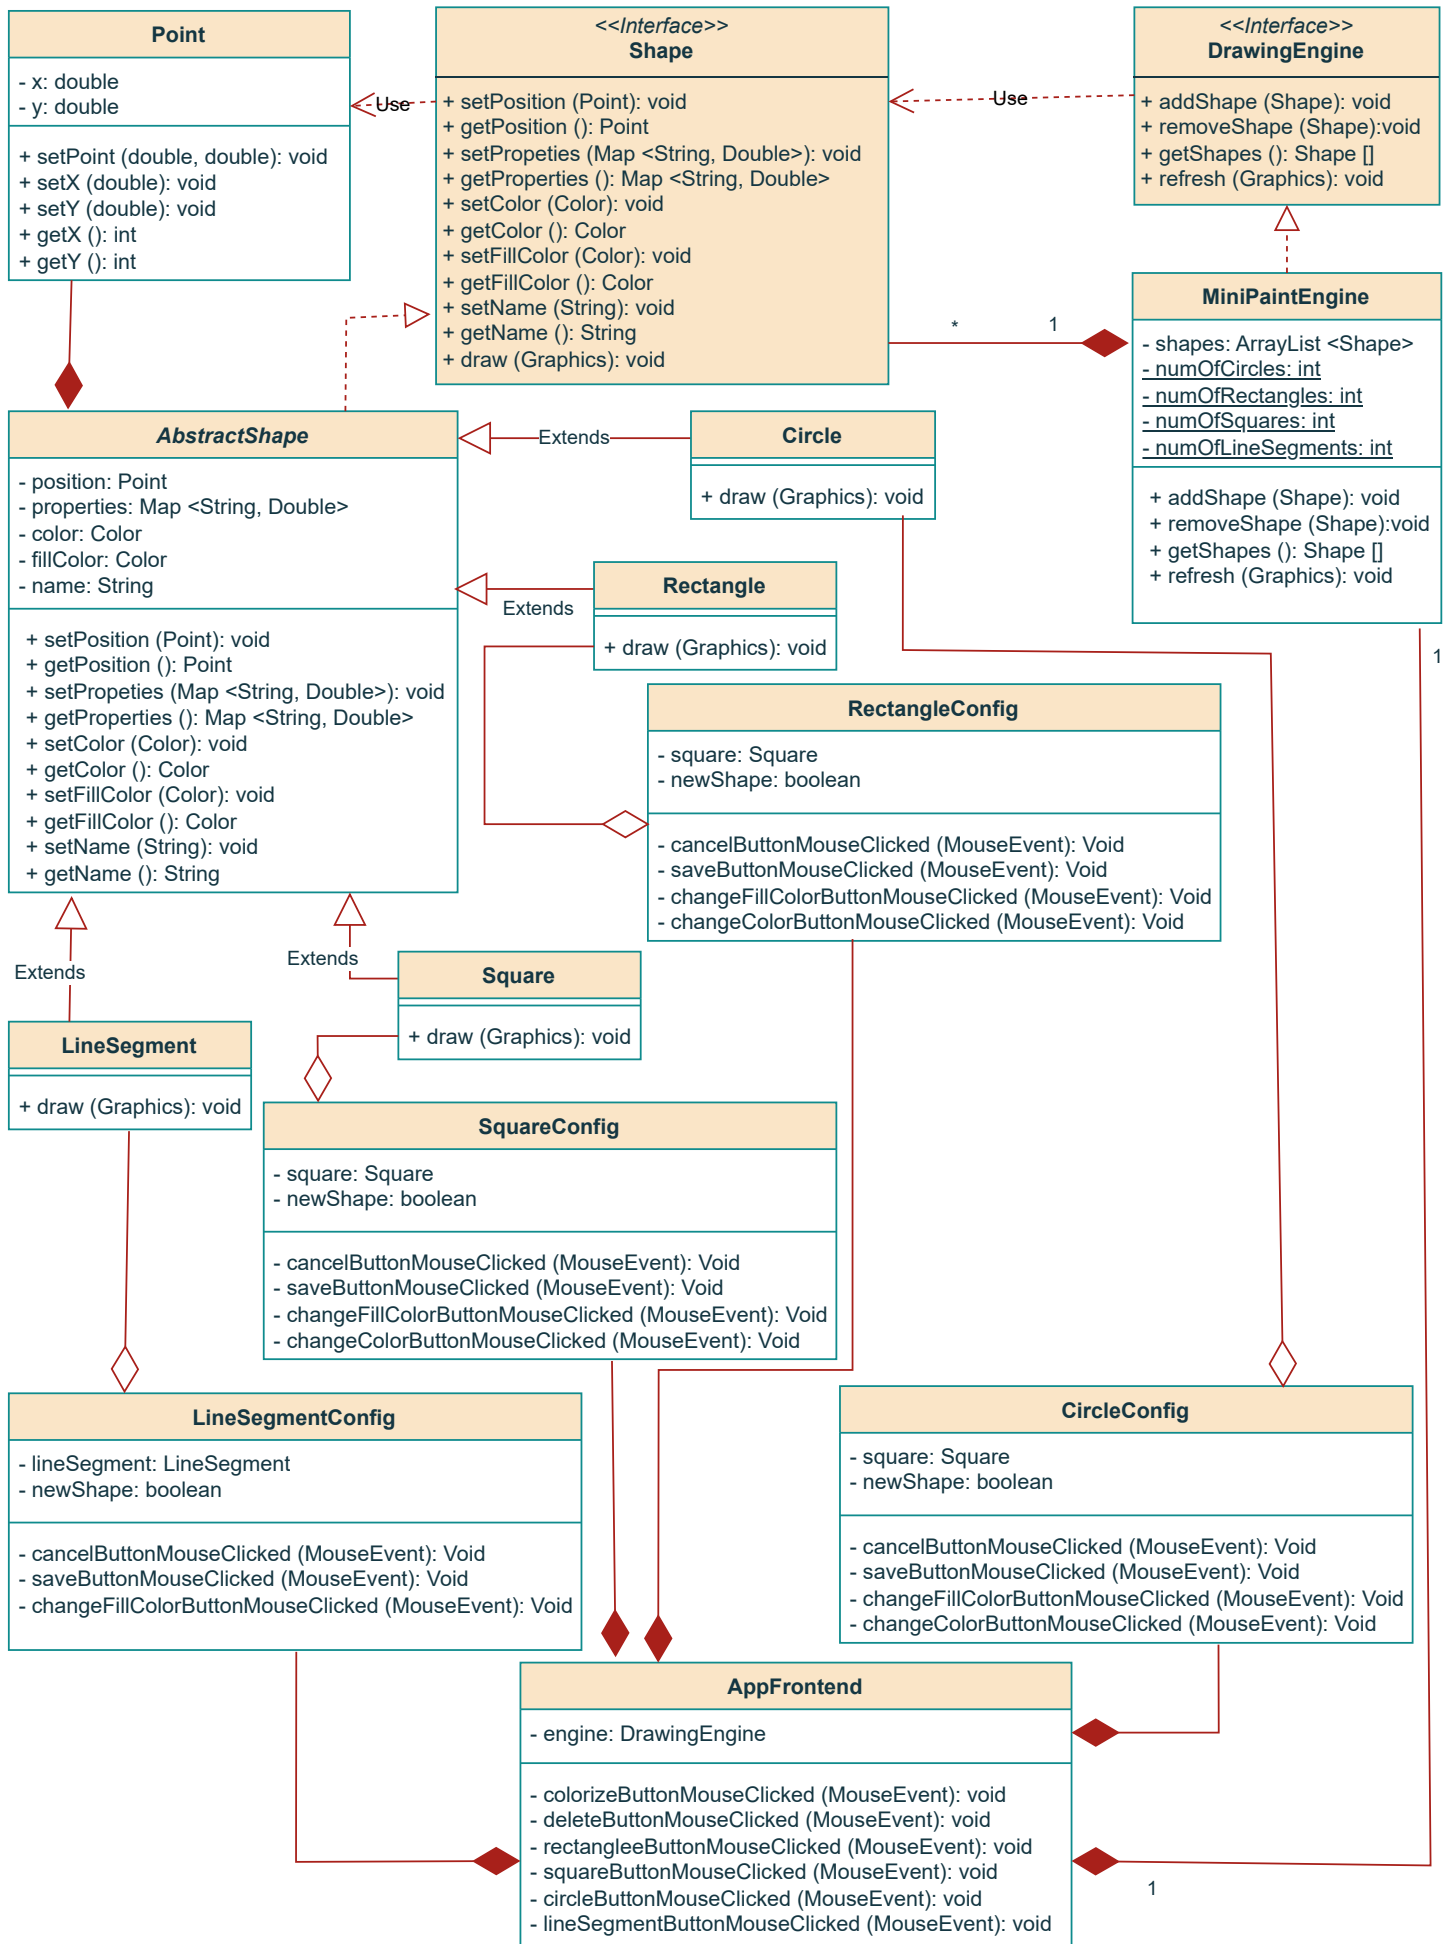 Point
- x: double
- y: double
+ setPoint (double, double): void
+ setX (double): void
+ setY (double): void
+ getX (): int
+ getY (): int
Use
<<Interface>>
Shape
+ setPosition (Point): void
+ getPosition (): Point
+ setPropeties (Map <String, Double>): void
+ getProperties (): Map <String, Double>
+ setColor (Color): void
+ getColor (): Color
+ setFillColor (Color): void
+ getFillColor (): Color
+ setName (String): void
+ getName (): String
+ draw (Graphics): void
Use
<<Interface>>
DrawingEngine
+ addShape (Shape): void
+ removeShape (Shape):void
+ getShapes (): Shape []
+ refresh (Graphics): void
* 1
MiniPaintEngine
- shapes: ArrayList <Shape>
- numOfCircles: int
- numOfRectangles: int
- numOfSquares: int
- numOfLineSegments: int
+ addShape (Shape): void
+ removeShape (Shape):void
+ getShapes (): Shape []
+ refresh (Graphics): void
1
AbstractShape
- position: Point
- properties: Map <String, Double>
- color: Color
- fillColor: Color
- name: String
+ setPosition (Point): void
+ getPosition (): Point
+ setPropeties (Map <String, Double>): void
+ getProperties (): Map <String, Double>
+ setColor (Color): void
+ getColor (): Color
+ setFillColor (Color): void
+ getFillColor (): Color
+ setName (String): void
+ getName (): String
Extends
Circle
+ draw (Graphics): void
Extends
Rectangle
+ draw (Graphics): void
RectangleConfig
- square: Square
- newShape: boolean
- cancelButtonMouseClicked (MouseEvent): Void
- saveButtonMouseClicked (MouseEvent): Void
- changeFillColorButtonMouseClicked (MouseEvent): Void
- changeColorButtonMouseClicked (MouseEvent): Void
Extends
Extends
Square
+ draw (Graphics): void
LineSegment
+ draw (Graphics): void
SquareConfig
- square: Square
- newShape: boolean
- cancelButtonMouseClicked (MouseEvent): Void
- saveButtonMouseClicked (MouseEvent): Void
- changeFillColorButtonMouseClicked (MouseEvent): Void
- changeColorButtonMouseClicked (MouseEvent): Void
LineSegmentConfig
- lineSegment: LineSegment
- newShape: boolean
- cancelButtonMouseClicked (MouseEvent): Void
- saveButtonMouseClicked (MouseEvent): Void
- changeFillColorButtonMouseClicked (MouseEvent): Void
CircleConfig
- square: Square
- newShape: boolean
- cancelButtonMouseClicked (MouseEvent): Void
- saveButtonMouseClicked (MouseEvent): Void
- changeFillColorButtonMouseClicked (MouseEvent): Void
- changeColorButtonMouseClicked (MouseEvent): Void
AppFrontend
- engine: DrawingEngine
- colorizeButtonMouseClicked (MouseEvent): void
- deleteButtonMouseClicked (MouseEvent): void
- rectangleeButtonMouseClicked (MouseEvent): void
- squareButtonMouseClicked (MouseEvent): void
- circleButtonMouseClicked (MouseEvent): void
- lineSegmentButtonMouseClicked (MouseEvent): void
1